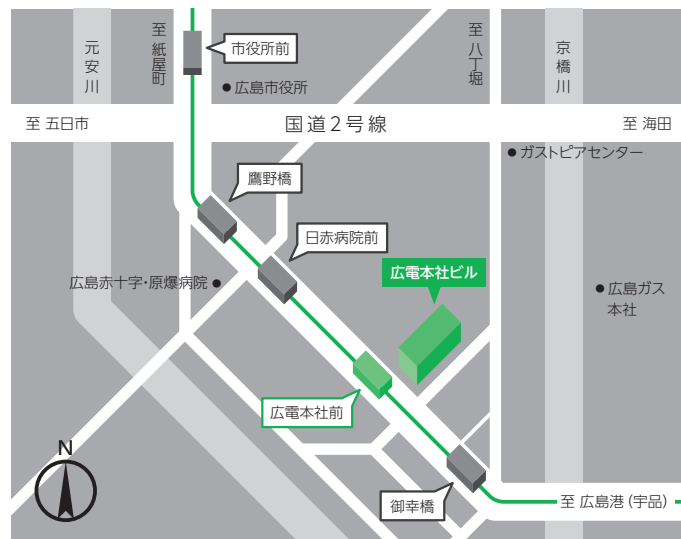 元安川
至 紙屋町
市役所前
至 八丁堀
京橋川
広島市役所
至 五日市
国道2号線
至 海田
ガストピアセンター
鷹野橋
日赤病院前
広電本社ビル
広島赤十字・原爆病院
広島ガス
本社
広電本社前
N
御幸橋
至 広島港（宇品）